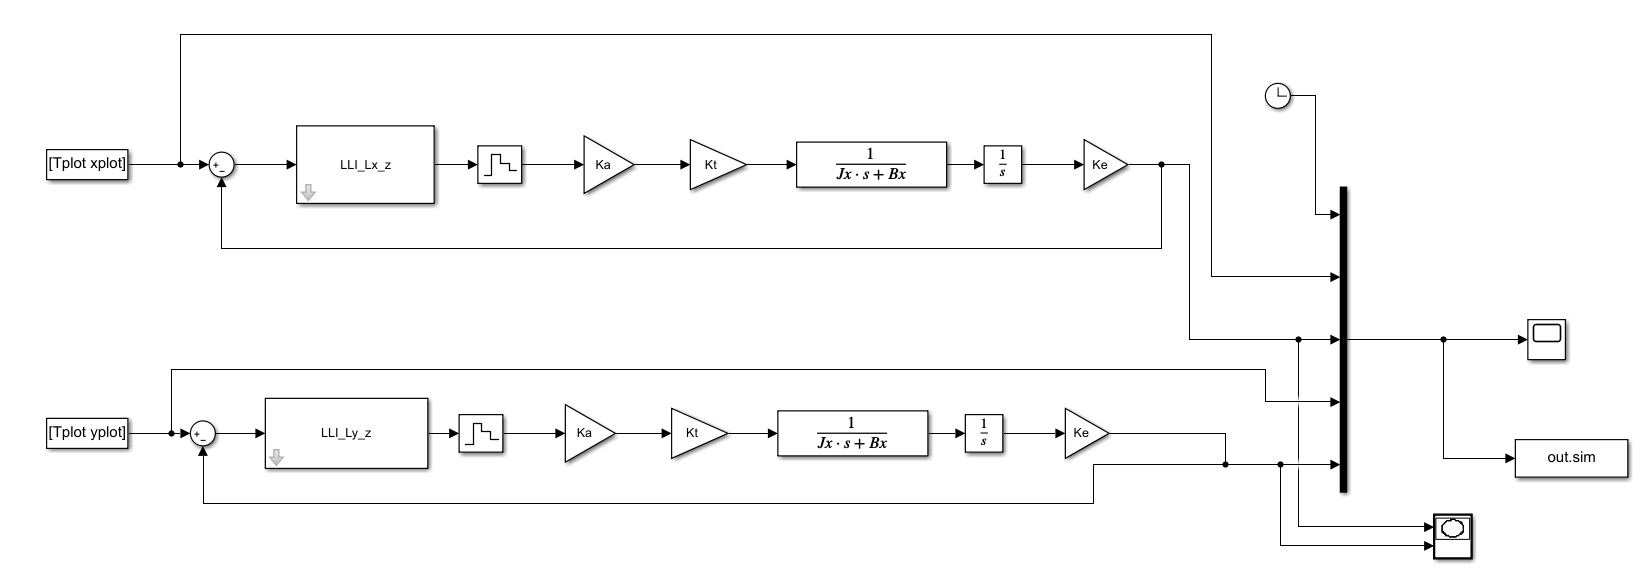 [Tplot xplot]
+
−
LLI_Lx_z
Ka
Kt
1
Jx · s + Bx
1
s
Ke
[Tplot yplot]
+
−
LLI_Ly_z
Ka
Kt
1
Jx · s + Bx
1
s
Ke
out.sim